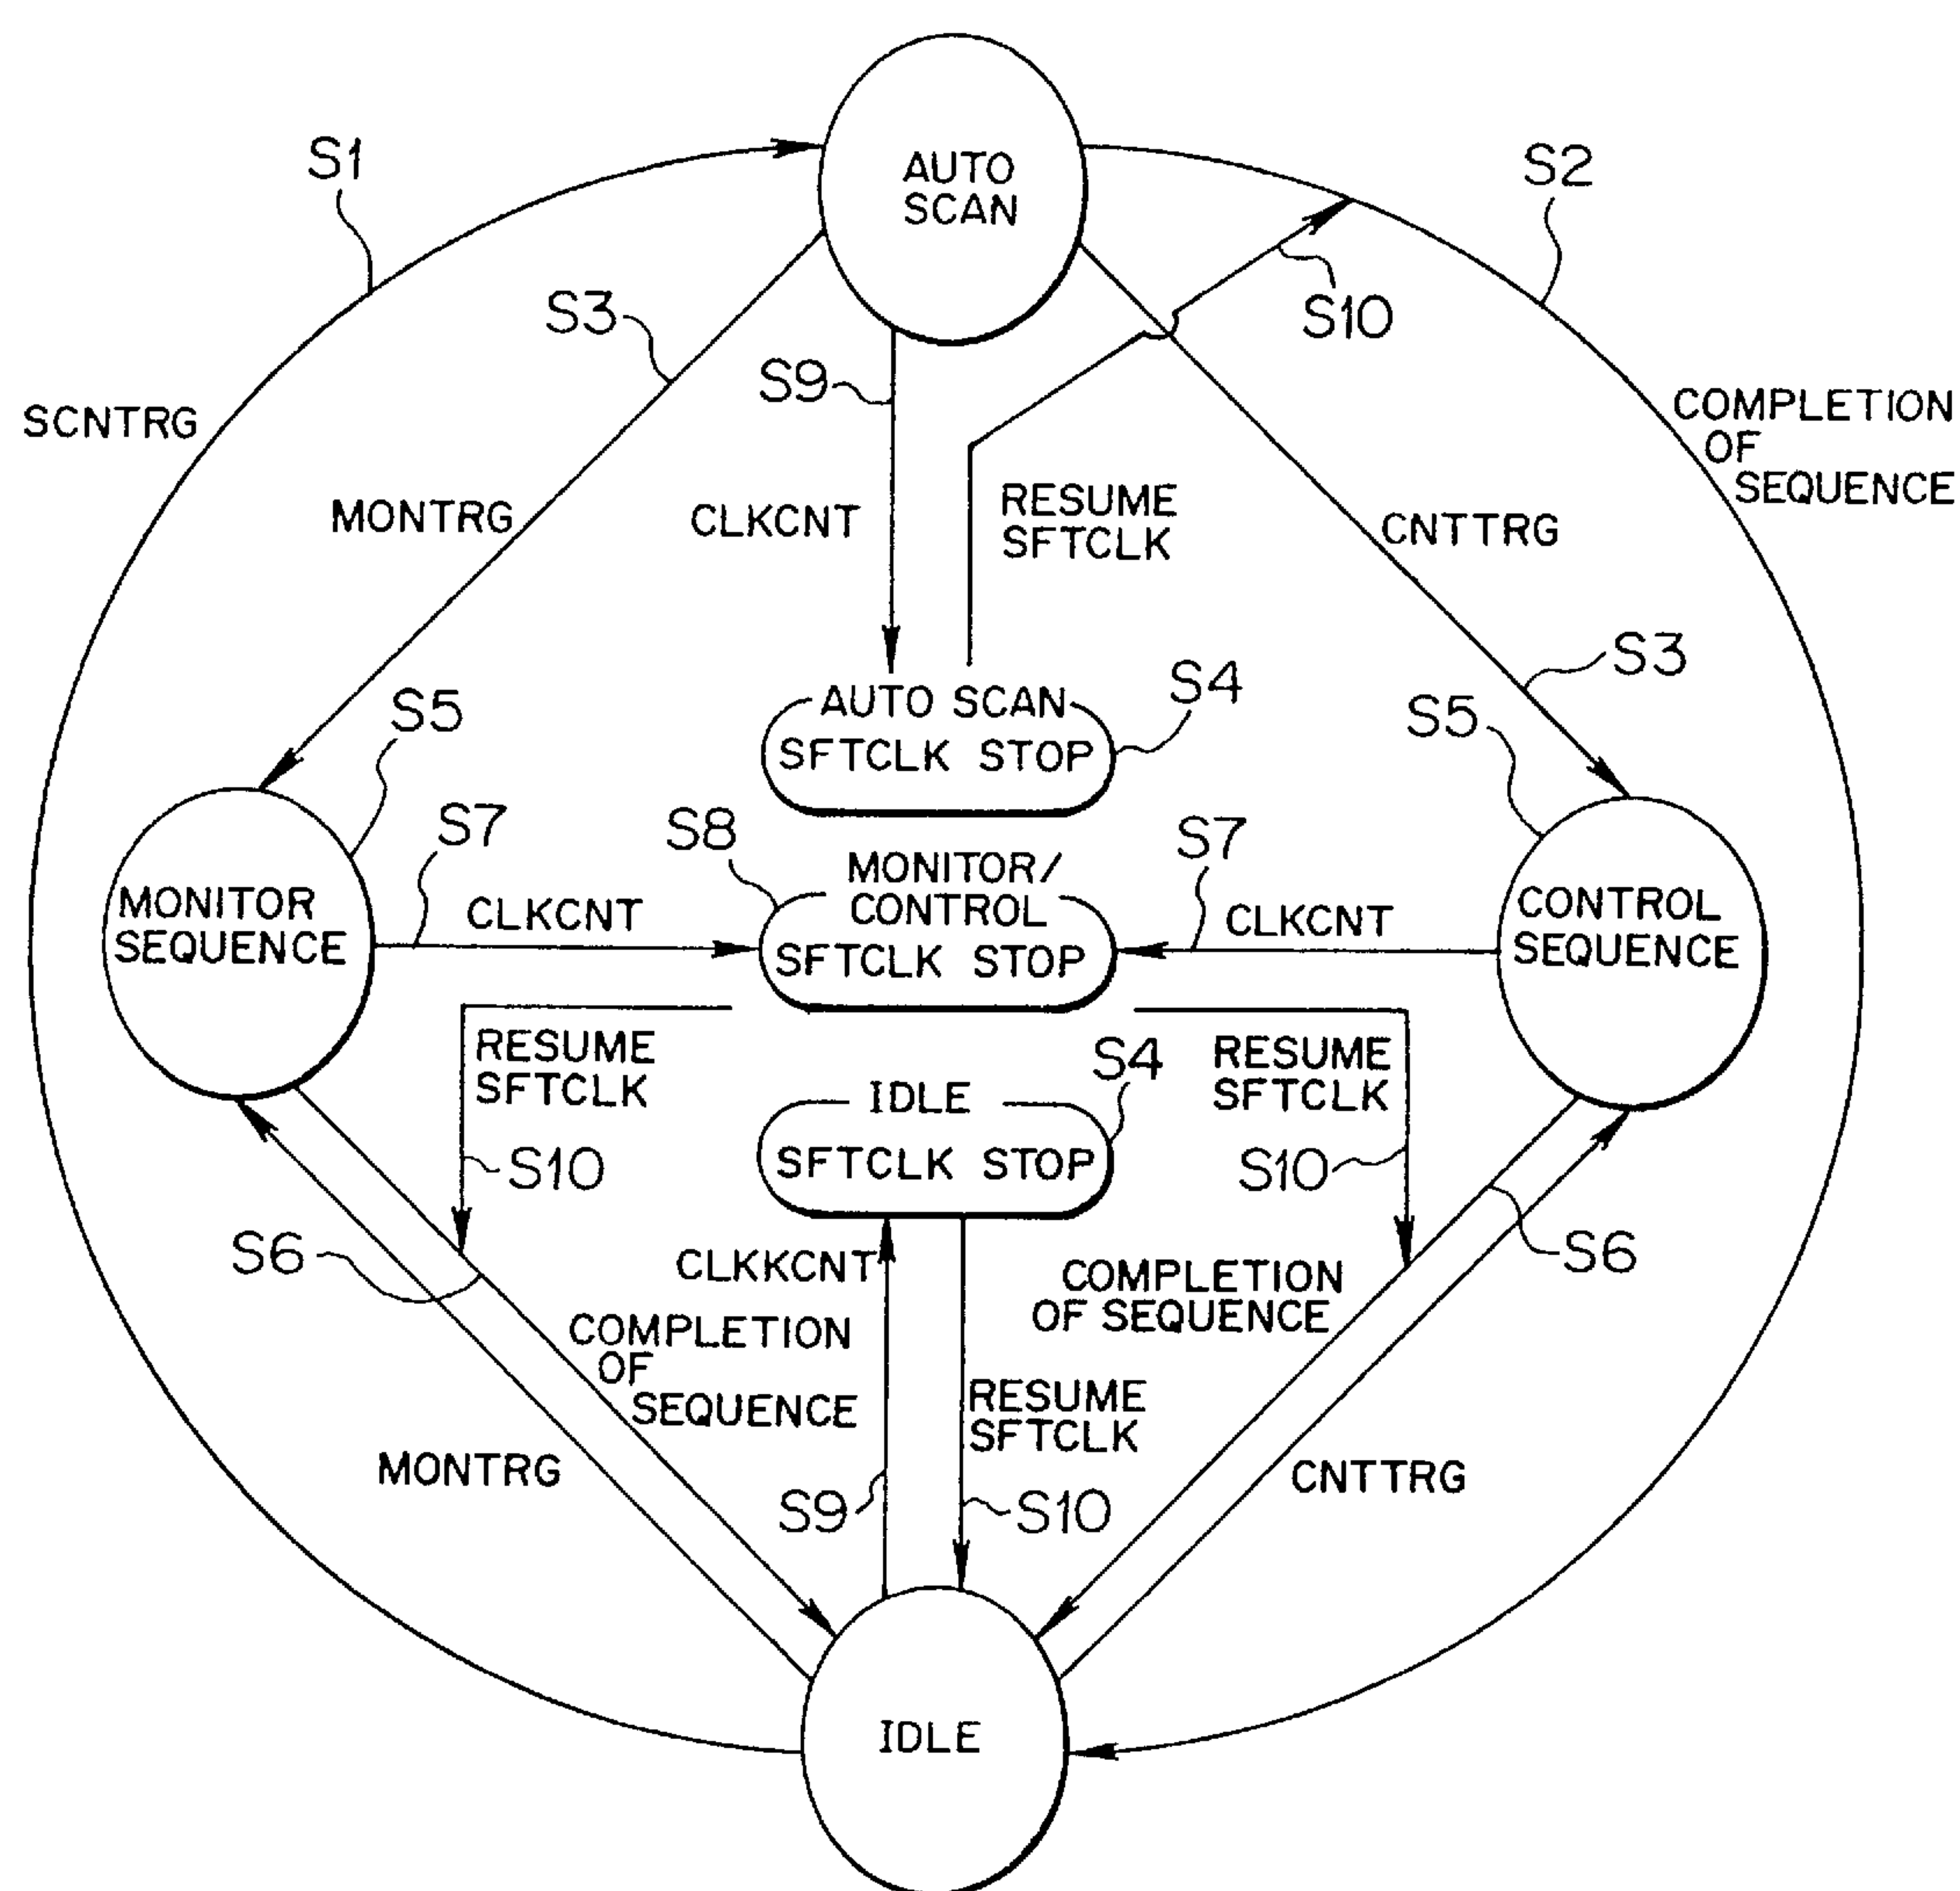 S1
AUTO
SCAN
S2
S3
S10
S9
SCNTRG
COMPLETION
OF
SEQUENCE
MONTRG
CLKCNT
RESUME
SFTCLK
CNTTRG
S3
S5
AUTO SCAN
SFTCLK STOP
S4
S5
S7
S8
S7
MONITOR/
CONTROL
SFTCLK STOP
MONITOR
SEQUENCE
CLKCNT
CLKCNT
CONTROL
SEQUENCE
RESUME
SFTCLK
S4
RESUME
SFTCLK
IDLE
SFTCLK STOP
S10
S10
S6
CLKKCNT
COMPLETION
OF SEQUENCE
S6
COMPLETION
OF
SEQUENCE
RESUME
SFTCLK
MONTRG
CNTTRG
S9
S10
IDLE